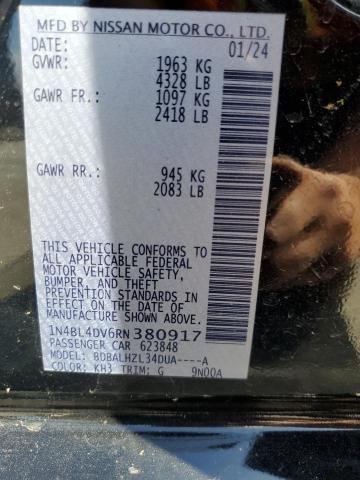 MFD BY NISSAN MOTOR CO., LTD.
DATE: 01/24
GVWR: 1963 KG
4328 LB
GAWR FR.: 1097 KG
2418 LB
GAWR RR.: 945 KG
2083 LB
THIS VEHICLE CONFORMS TO
ALL APPLICABLE FEDERAL
MOTOR VEHICLE SAFETY,
BUMPER, AND THEFT
PREVENTION STANDARDS IN
EFFECT ON THE DATE OF
MANUFACTURE SHOWN ABOVE.
1N4BL4DV6RN380917
PASSENGER CAR 623848
MODEL: BDBALHZL34DUA----A
COLOR: KH3 TRIM: G 9N00A